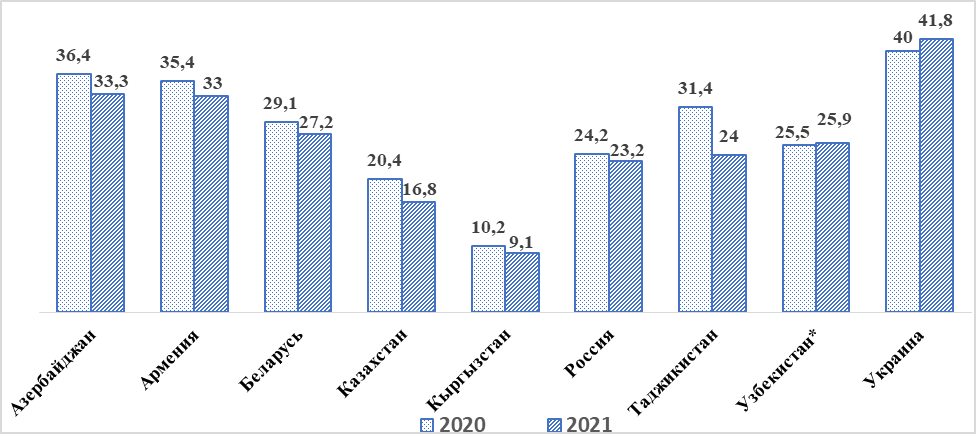 36,4 33,3 35,4 33 29,1 27,2 20,4 16,8 10,2 9,1 24,2 23,2 31,4 24 25,5 25,9 40 41,8
Азербайджан Армения Беларусь Казахстан Кыргызстан Россия Таджикистан Узбекистан* Украина
2020 2021